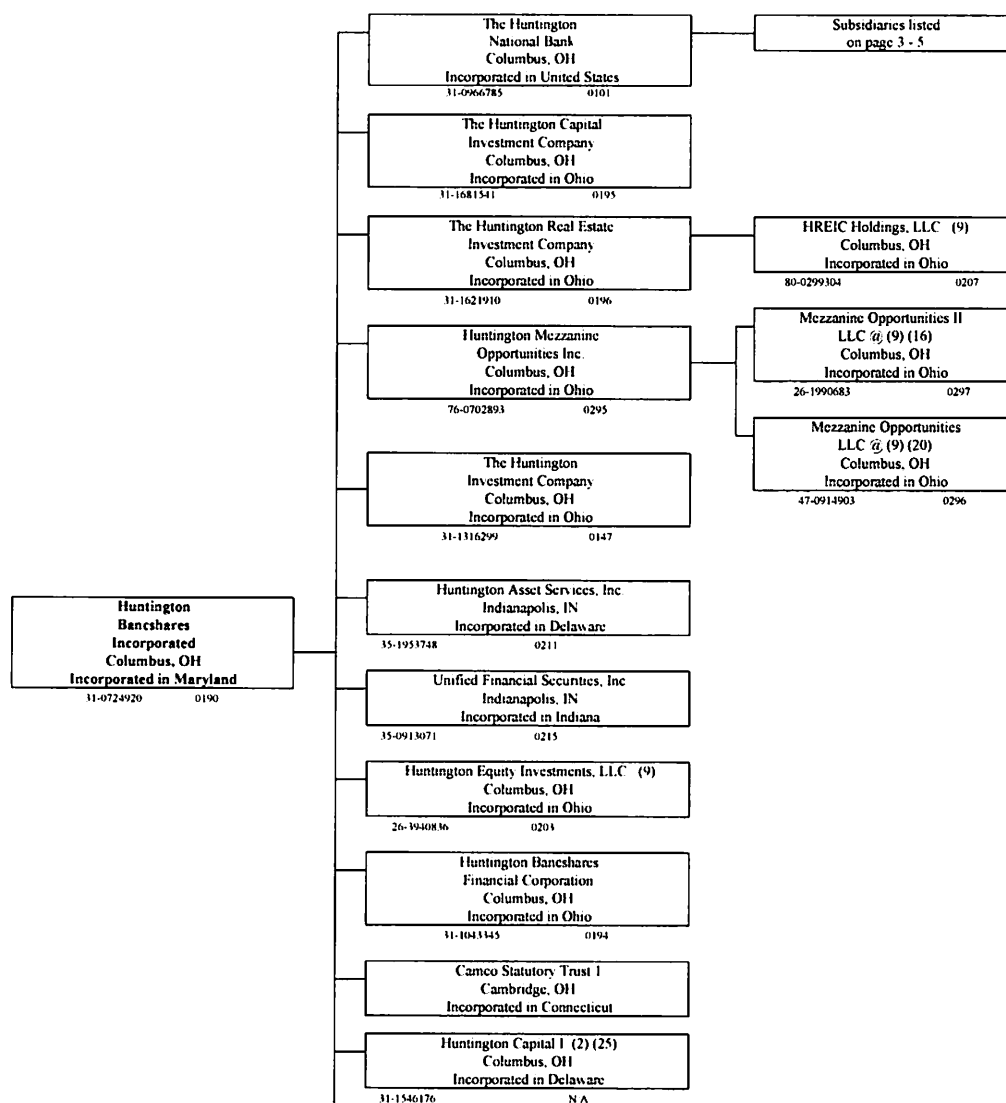 The Huntington
National Bank
Columbus, OH
Incorporated in United States
31-0966785 0101
Subsidiaries listed
on page 3 - 5
The Huntington Capital
Investment Company
Columbus, OH
Incorporated in Ohio
31-1681541 0195
The Huntington Real Estate
Investment Company
Columbus, OH
Incorporated in Ohio
31-1621910 0196
HREIC Holdings, LLC (9)
Columbus, OH
Incorporated in Ohio
80-0299304 0207
Huntington Mezzanine
Opportunities Inc.
Columbus, OH
Incorporated in Ohio
76-0702893 0295
Mezzanine Opportunities II
LLC @ (9) (16)
Columbus, OH
Incorporated in Ohio
26-1990683 0297
Mezzanine Opportunities
LLC @ (9) (20)
Columbus, OH
Incorporated in Ohio
47-0914903 0296
The Huntington
Investment Company
Columbus, OH
Incorporated in Ohio
31-1316299 0147
Huntington Asset Services, Inc
Indianapolis, IN
Incorporated in Delaware
35-1953748 0211
Huntington
Bancshares
Incorporated
Columbus, OH
Incorporated in Maryland
31-0724920 0190
Unified Financial Securities, Inc
Indianapolis, IN
Incorporated in Indiana
35-0913071 0215
Huntington Equity Investments, LLC (9)
Columbus, OH
Incorporated in Ohio
26-3940836 0203
Huntington Bancshares
Financial Corporation
Columbus, OH
Incorporated in Ohio
31-1043345 0194
Camco Statutory Trust I
Cambridge, OH
Incorporated in Connecticut
Huntington Capital I (2) (25)
Columbus, OH
Incorporated in Delaware
31-1546176 N A